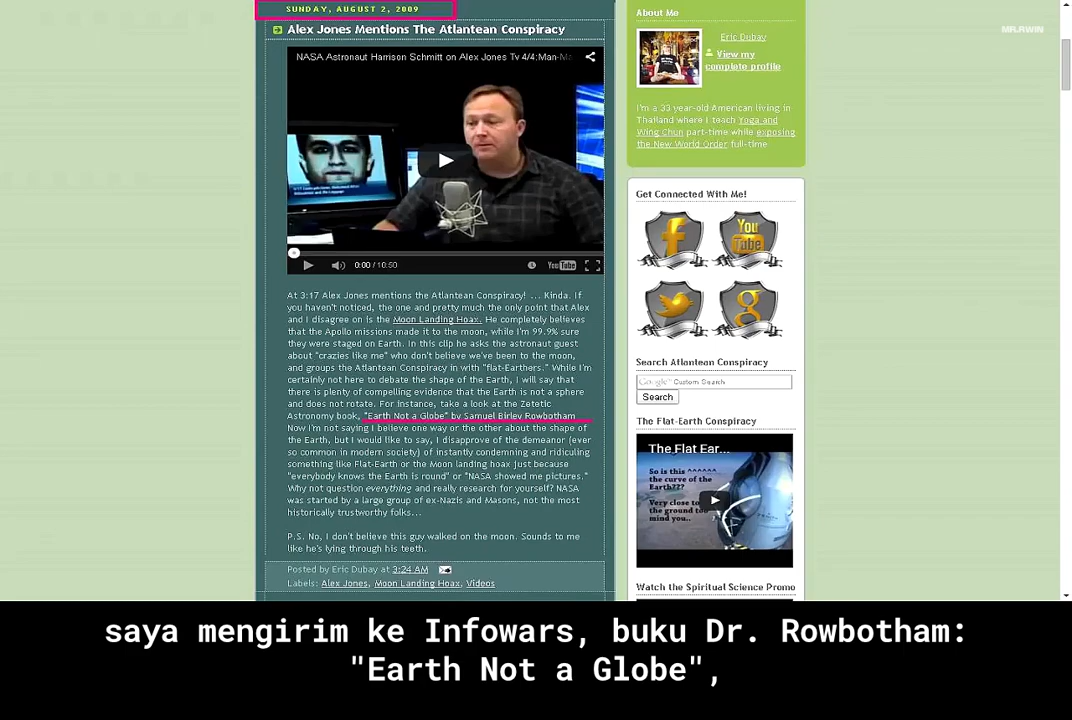 SUNDAY, AUGUST 2, 2009
Alex Jones Mentions The Atlantean Conspiracy
NASA Astronaut Harrison Schmitt on Alex Jones Tv 4/4:Man-Ma
0:00 / 10:50
YouTube
At 3:17 Alex Jones mentions the Atlantean Conspiracy! ... Kinda. If
you haven't noticed, the one and pretty much the only point that Alex
and I disagree on is the Moon Landing Hoax. He completely believes
that the Apollo missions made it to the moon, while I'm 99.9% sure
they were staged on Earth. In this clip he asks the astronaut guest
about "crazies like me" who don't believe we've been to the moon,
and groups the Atlantean Conspiracy in with "flat-Earthers." While I'm
certainly not here to debate the shape of the Earth, I will say that
there is plenty of compelling evidence that the Earth is not a sphere
and does not rotate. For instance, take a look at the Zetetic
Astronomy book, "Earth Not a Globe" by Samuel Birley Rowbotham
Now I'm not saying I believe one way or the other about the shape of
the Earth, but I would like to say, I disapprove of the demeanor (ever
so common in modern society) of instantly condemning and ridiculing
something like Flat-Earth or the Moon landing hoax just because
"everybody knows the Earth is round" or "NASA showed me pictures."
Why not question everything and really research for yourself? NASA
was started by a large group of ex-Nazis and Masons, not the most
historically trustworthy folks...
P.S. No, I don't believe this guy walked on the moon. Sounds to me
like he's lying through his teeth.
Posted by Eric Dubay at 3:24 AM
Labels: Alex Jones, Moon Landing Hoax, Videos
About Me
Eric Dubay
View my
complete profile
I'm a 33 year-old American living in
Thailand where I teach Yoga and
Wing Chun part-time while exposing
the New World Order full-time
Get Connected With Me!
f
You
Tube
g
Search Atlantean Conspiracy
Google Custom Search
Search
The Flat-Earth Conspiracy
The Flat Ear...
So is this ^^^^^^
the curve of the
Earth???
Very close to
the ground too
mind you..
Watch the Spiritual Science Promo
MR.AWIN
saya mengirim ke Infowars, buku Dr. Rowbotham:
"Earth Not a Globe",